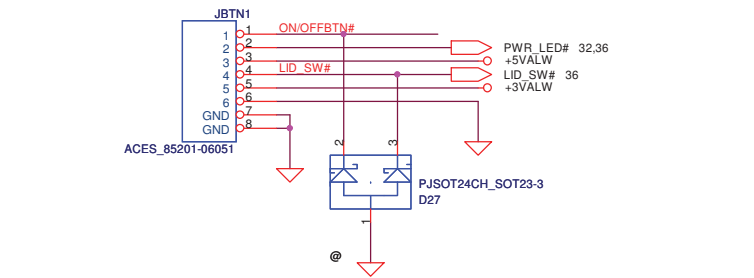 JBTN1
1 1 ON/OFFBTN#
2 2 PWR_LED# 32,36
3 3 +5VALW
4 4 LID_SW# LID_SW# 36
5 5 +3VALW
6 6
GND 7
GND 8
ACES_85201-06051
2 3
PJSOT24CH_SOT23-3
D27
1
@